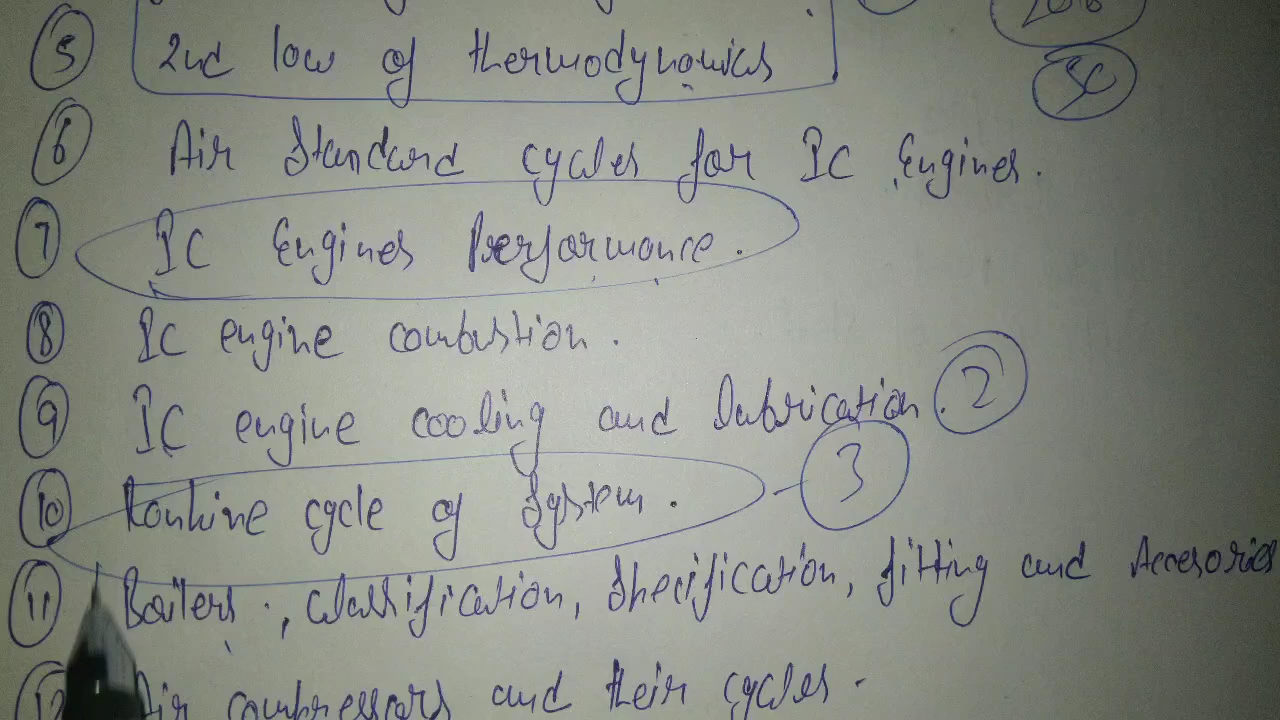 ⑤ 2nd low of thermodynamics
SC
⑥ Air Standard cycles for IC Engines.
⑦ IC Engines Performance.
⑧ IC engine combustion.
⑨ IC engine cooling and lubrication. ②
⑩ Rankine cycle of System. - ③
⑪ Boilers, classification, Specification, fitting and Accesories
⑫ Air compressors and their cycles.